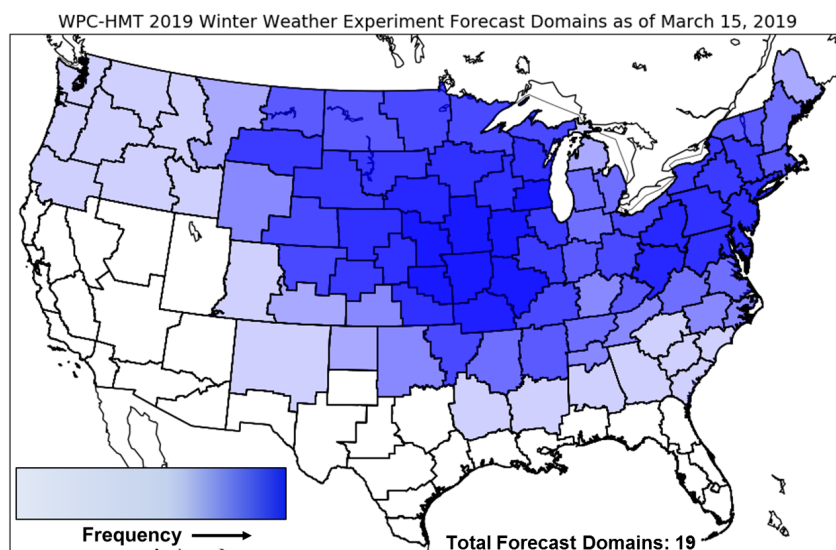 WPC-HMT 2019 Winter Weather Experiment Forecast Domains as of March 15, 2019
Frequency
Total Forecast Domains: 19